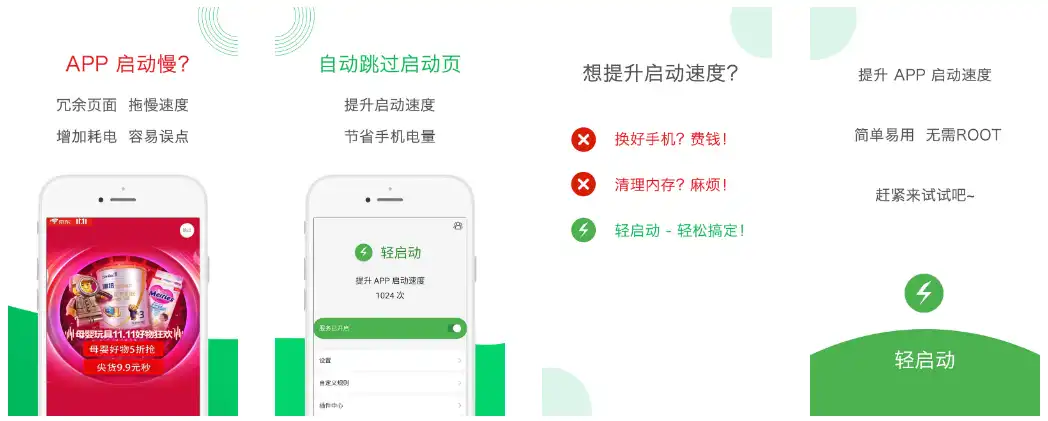 APP 启动慢?
冗余页面 拖慢速度
增加耗电 容易误点
母婴玩具11.11好物狂欢
母婴好物5折抢
尖货9.9元秒
自动跳过启动页
提升启动速度
节省手机电量
轻启动
提升 APP 启动速度
1024 次
服务已开启
设置
自定义规则
插件中心
想提升启动速度?
换好手机? 费钱!
清理内存? 麻烦!
轻启动 - 轻松搞定!
提升 APP 启动速度
简单易用 无需ROOT
赶紧来试试吧~
轻启动